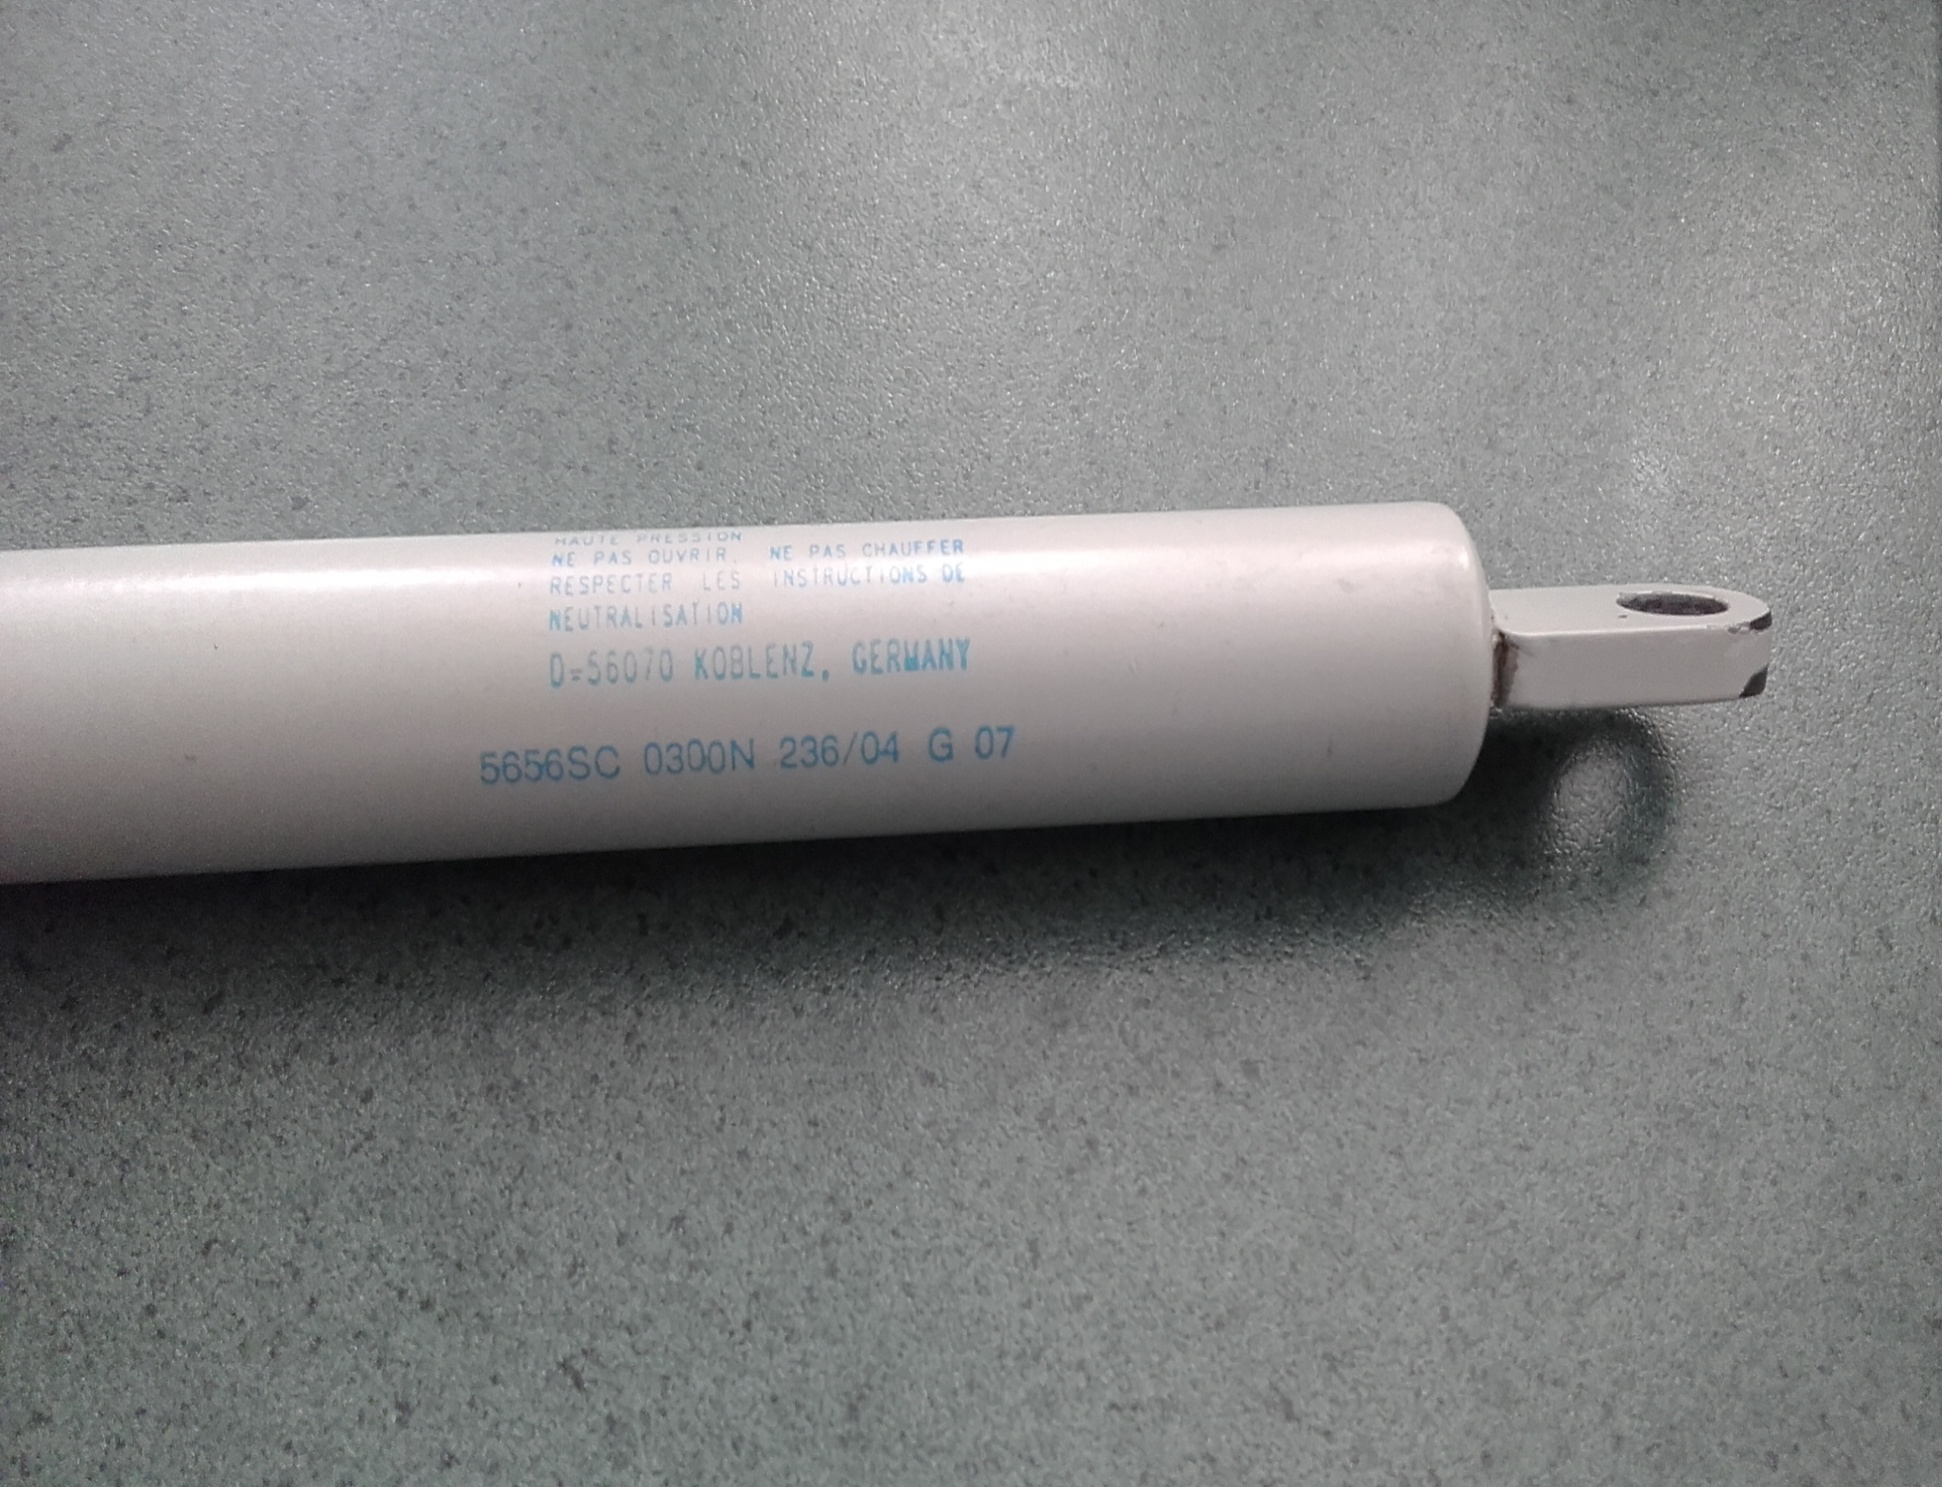 HAUTE PRESSION
NE PAS OUVRIR. NE PAS CHAUFFER
RESPECTER LES INSTRUCTIONS DE
NEUTRALISATION
D=56070 KOBLENZ, GERMANY
5656SC 0300N 236/04 G 07